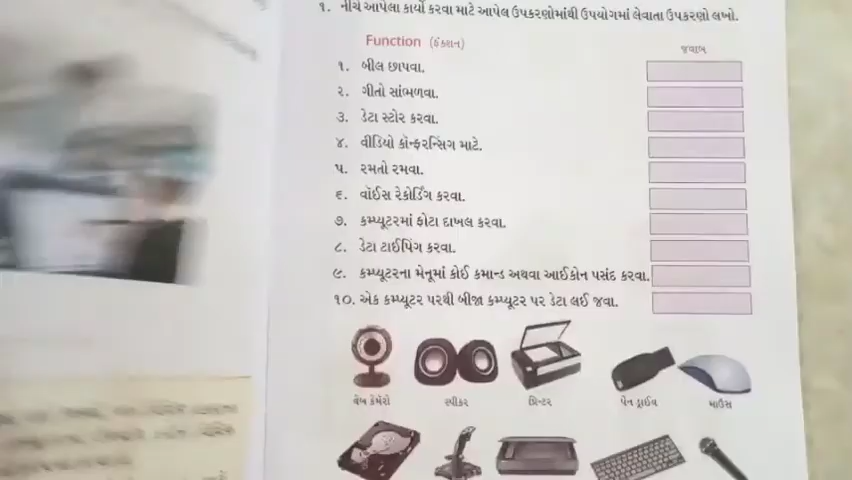 ૧. નીચે આપેલા કાર્યો કરવા માટે આપેલ ઉપકરણોમાંથી ઉપયોગમાં લેવાતા ઉપકરણો લખો.
Function (ફંક્શન) જવાબ
૧. બીલ છાપવા.
૨. ગીતો સાંભળવા.
૩. ડેટા સ્ટોર કરવા.
૪. વીડિયો કૉન્ફરન્સિંગ માટે.
૫. રમતો રમવા.
૬. વૉઈસ રેકોર્ડિંગ કરવા.
૭. કમ્પ્યૂટરમાં ફોટા દાખલ કરવા.
૮. ડેટા ટાઈપિંગ કરવા.
૯. કમ્પ્યૂટરના મેનૂમાં કોઈ કમાન્ડ અથવા આઈકોન પસંદ કરવા.
૧૦. એક કમ્પ્યૂટર પરથી બીજા કમ્પ્યૂટર પર ડેટા લઈ જવા.
વેબ કેમેરો સ્પીકર પ્રિન્ટર પેન ડ્રાઈવ માઉસ